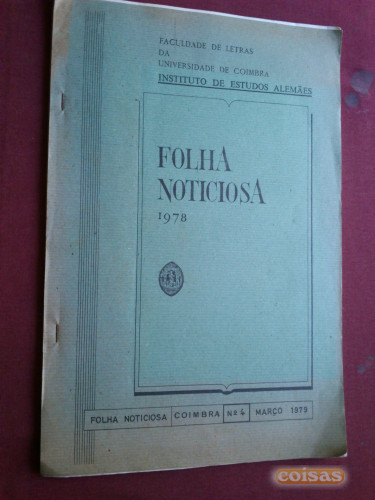 FACULDADE DE LETRAS
DA
UNIVERSIDADE DE COIMBRA
INSTITUTO DE ESTUDOS ALEMÃES
FOLHA
NOTICIOSA
1978
FOLHA NOTICIOSA COIMBRA Nº 4 MARÇO 1979
coisas